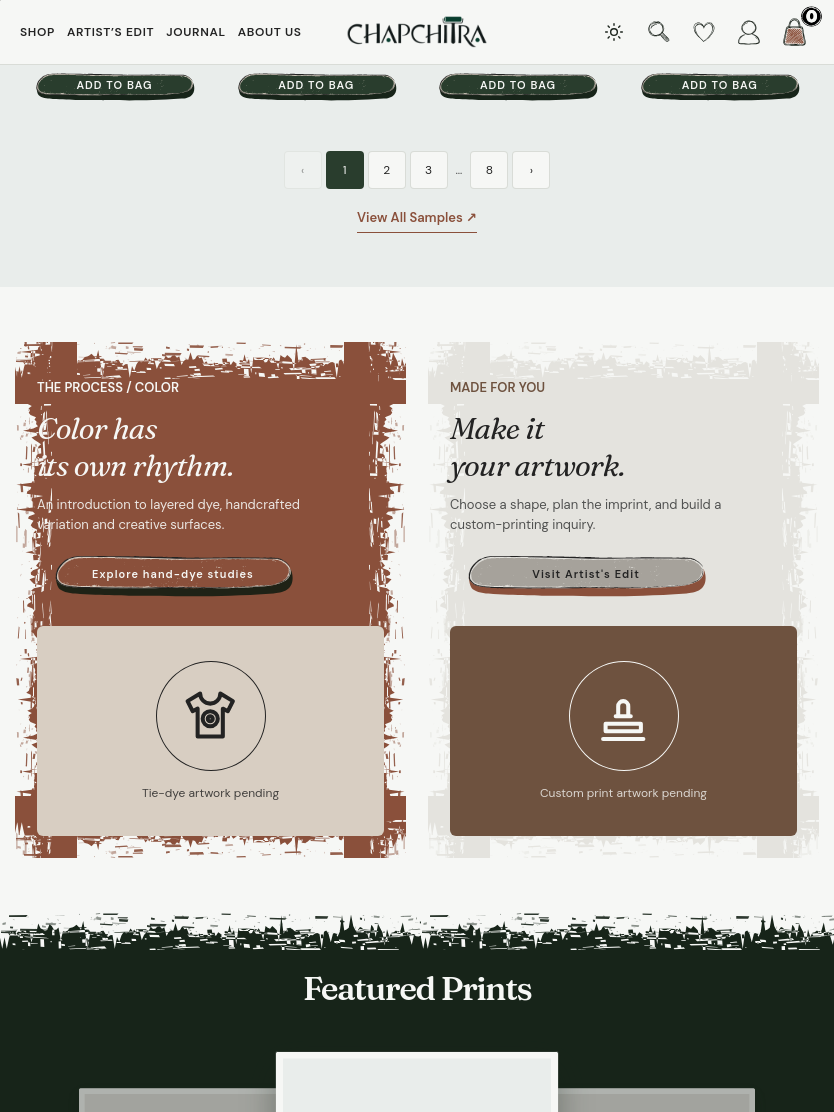 SHOP ARTIST'S EDIT JOURNAL ABOUT US CHAPCHITRA 0
ADD TO BAG ADD TO BAG ADD TO BAG ADD TO BAG
‹ 1 2 3 … 8 ›
View All Samples ↗
THE PROCESS / COLOR
Color has
its own rhythm.
An introduction to layered dye, handcrafted
variation and creative surfaces.
Explore hand-dye studies
Tie-dye artwork pending
MADE FOR YOU
Make it
your artwork.
Choose a shape, plan the imprint, and build a
custom-printing inquiry.
Visit Artist's Edit
Custom print artwork pending
Featured Prints